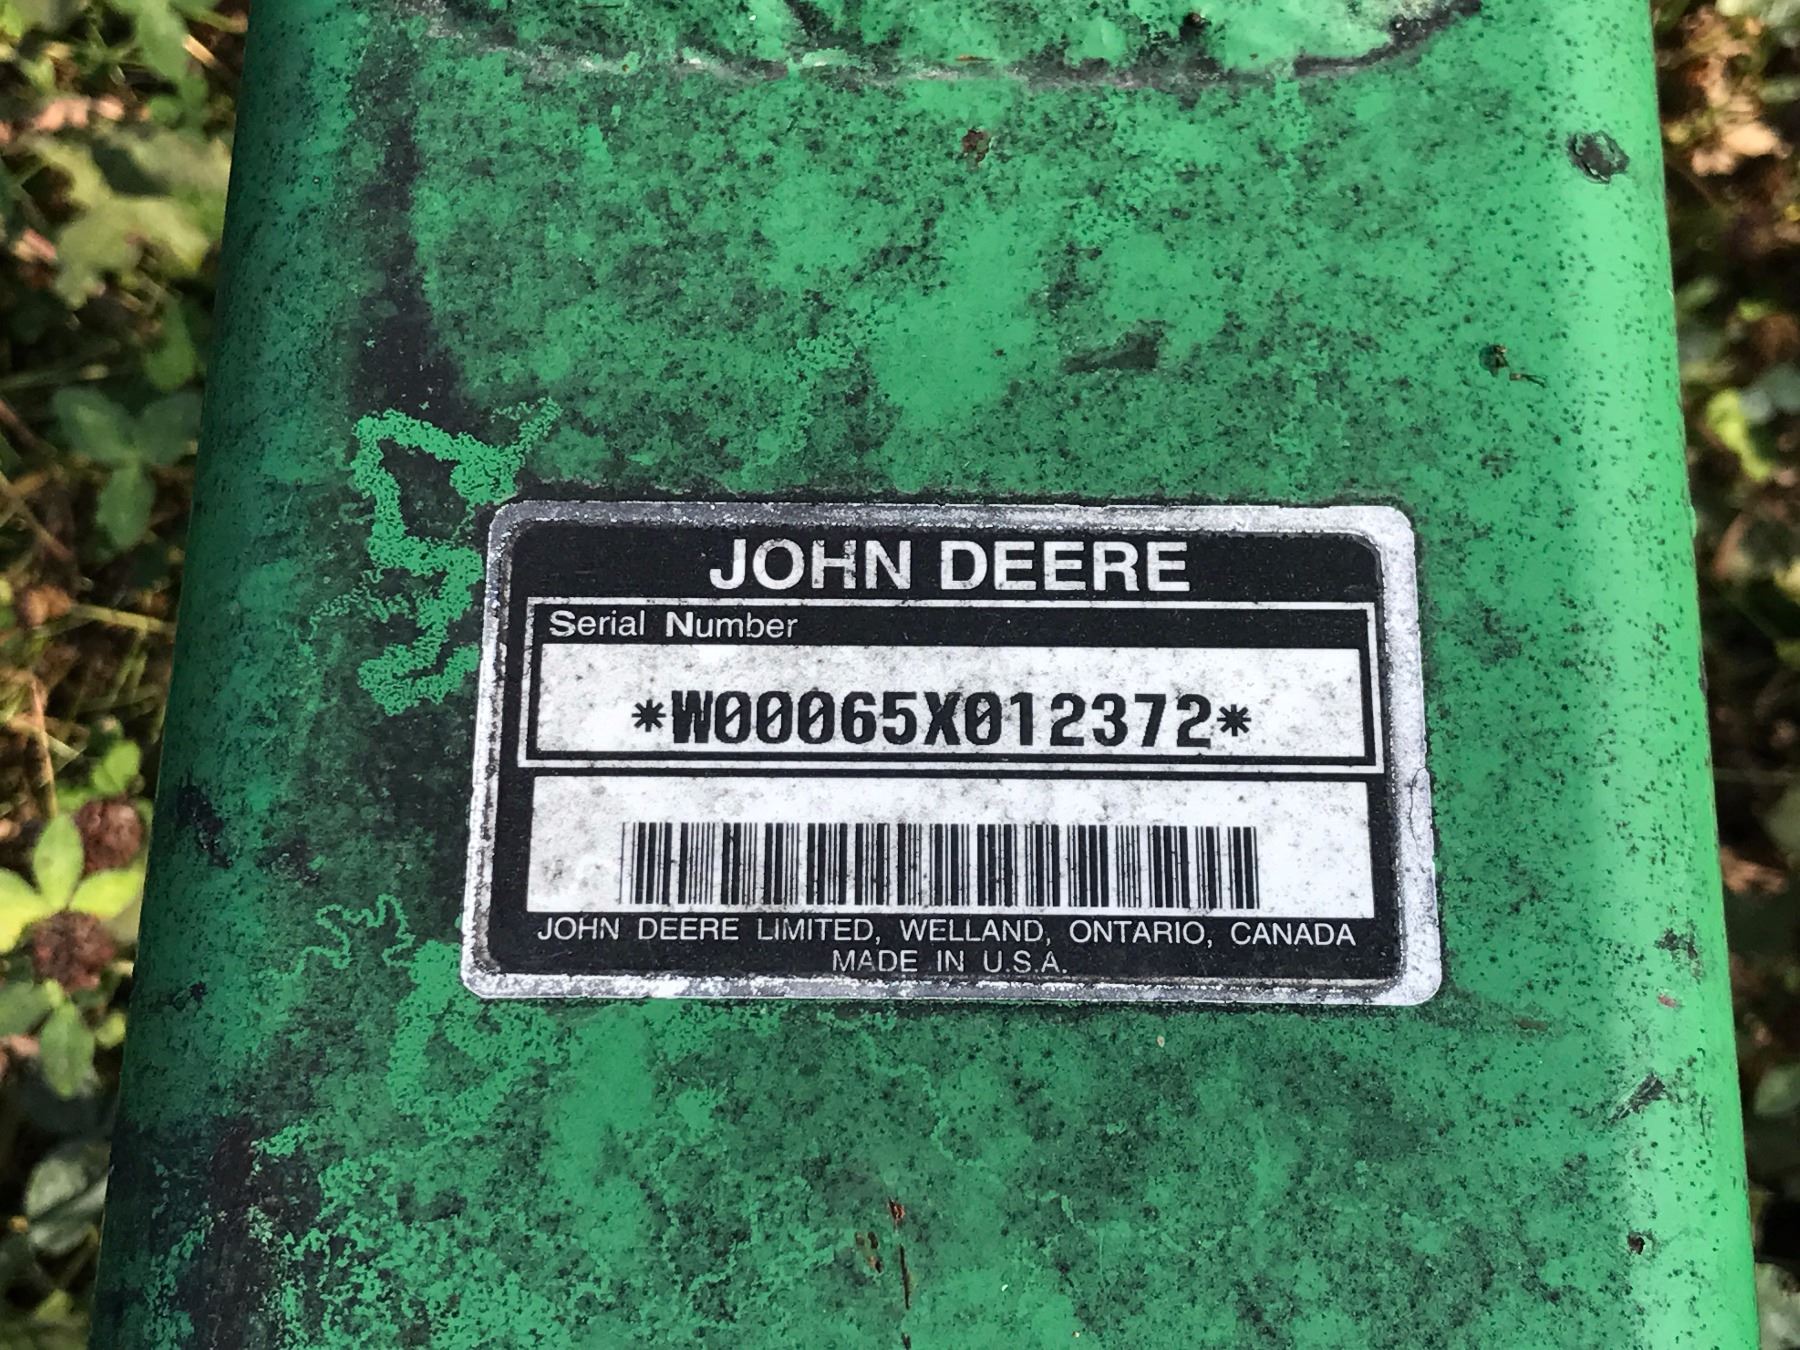 JOHN DEERE
Serial Number
*W00065X012372*
JOHN DEERE LIMITED, WELLAND, ONTARIO, CANADA
MADE IN U.S.A.